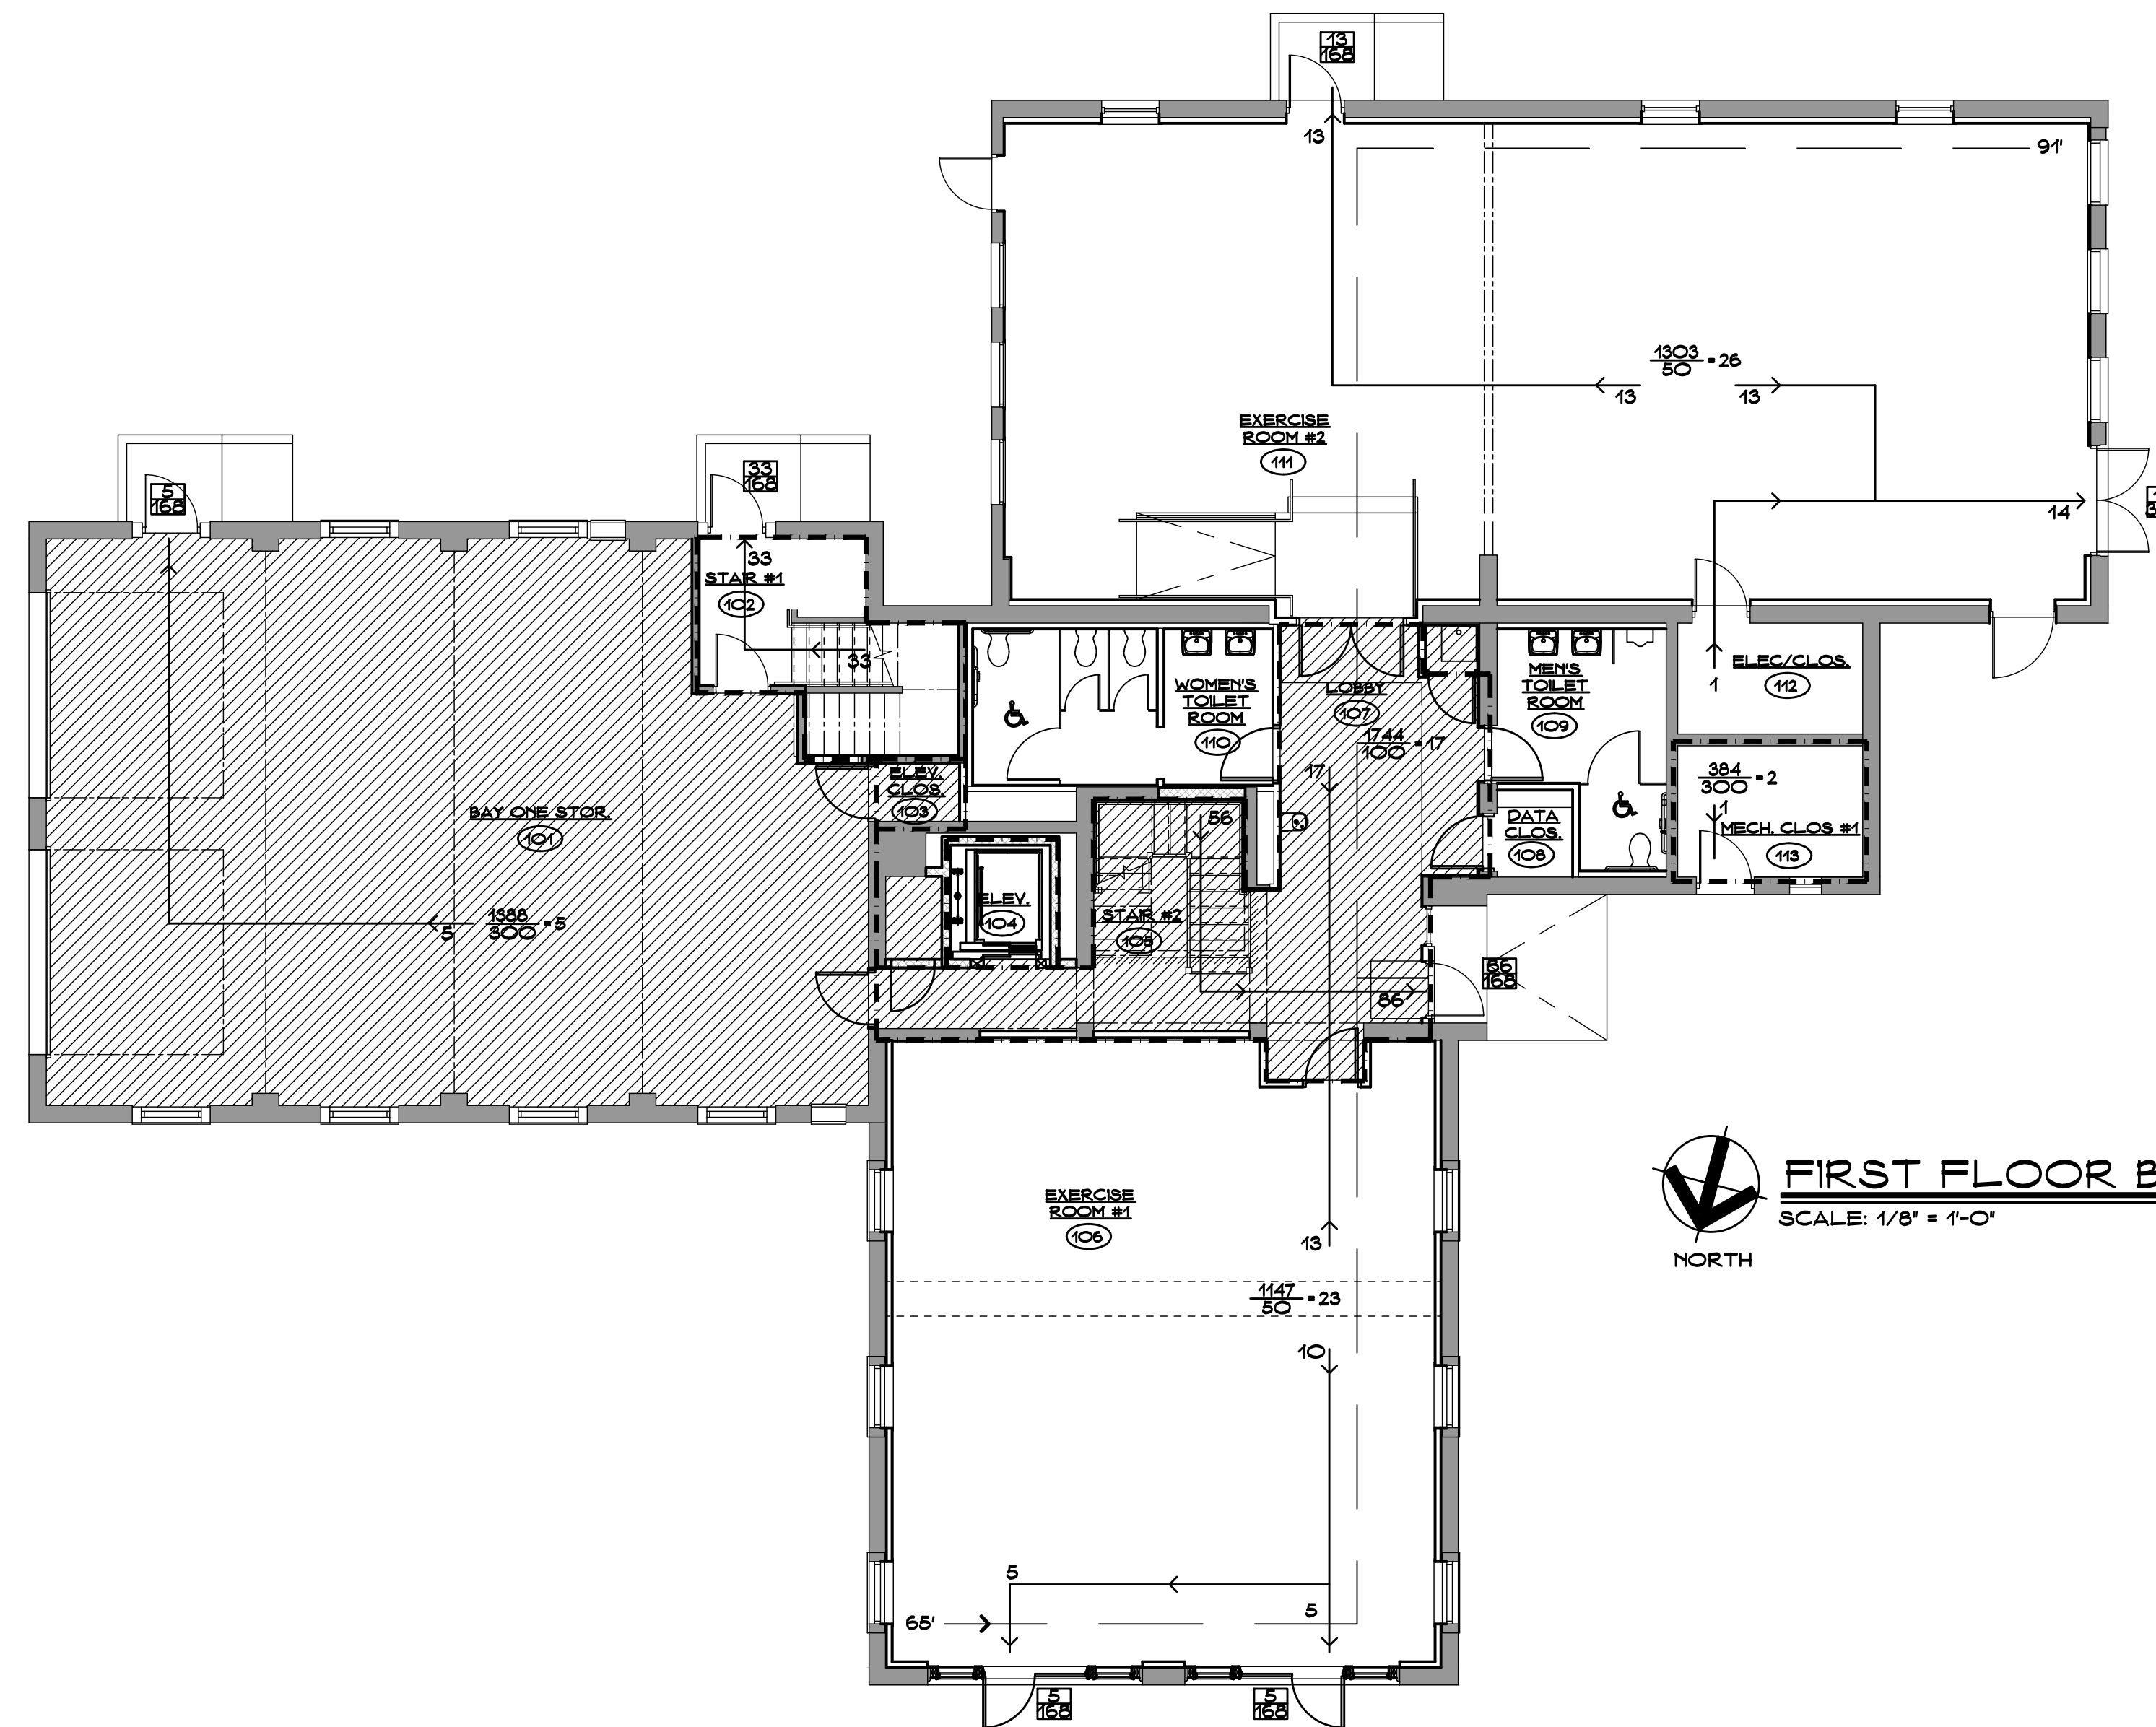 13
168
13
91'
1303
50 = 26
13
13
EXERCISE
ROOM #2
111
14
5
168
33
168
33
STAIR #1
102
33
WOMEN'S
TOILET
ROOM
110
LOBBY
107
1744
100 = 17
17
MEN'S
TOILET
ROOM
109
ELEC/CLOS.
112
1
384
300 = 2
1
MECH. CLOS #1
113
DATA
CLOS.
108
ELEV.
CLOS.
103
BAY ONE STOR.
101
56
ELEV.
104
STAIR #2
105
1388
300 = 5
5
86
86
168
EXERCISE
ROOM #1
106
13
1147
50 = 23
10
5
5
65'
5
168
5
168
FIRST FLOOR B
SCALE: 1/8" = 1'-0"
NORTH